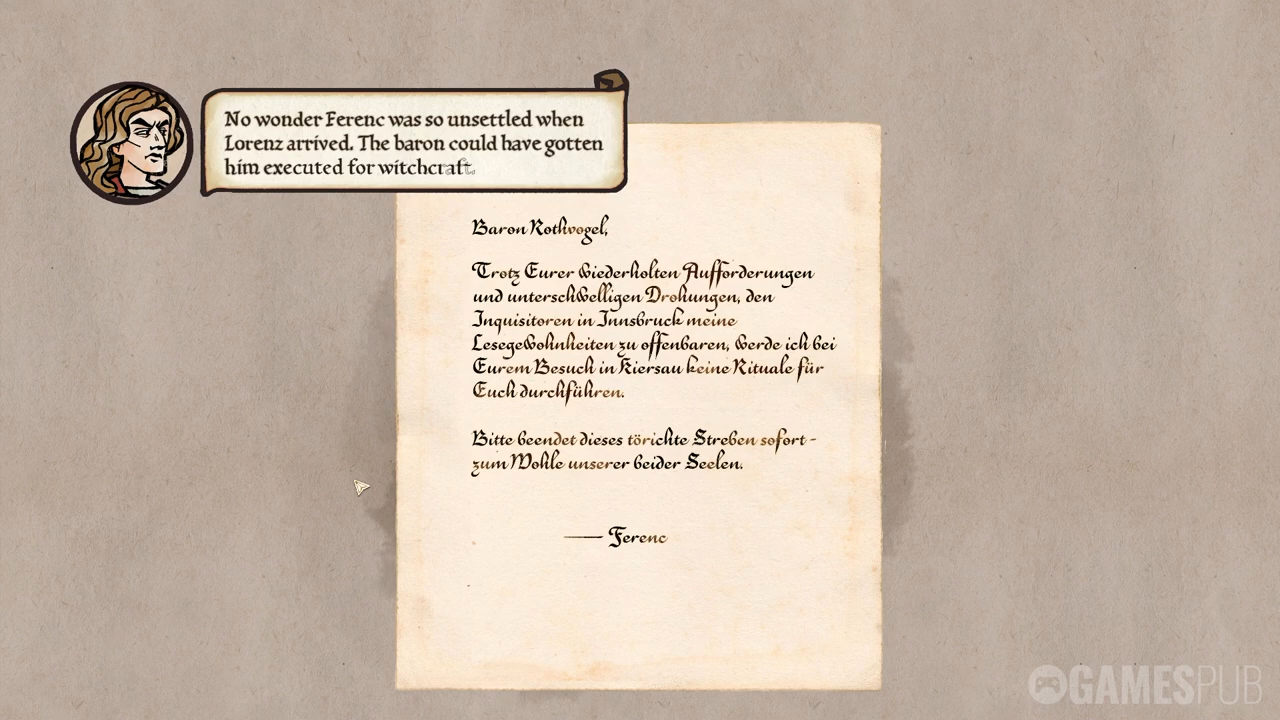 No wonder Ferenc was so unsettled when
Lorenz arrived. The baron could have gotten
him executed for witchcraft.
Baron Rothvogel,
Trotz Eurer wiederholten Aufforderungen
und unterschwelligen Drohungen, den
Inquisitoren in Innsbruck meine
Lesegewohnheiten zu offenbaren, werde ich bei
Eurem Besuch in Kiersau keine Rituale für
Euch durchführen.
Bitte beendet dieses törichte Streben sofort -
zum Wohle unserer beider Seelen.
— Ferenc
GAMESPUB